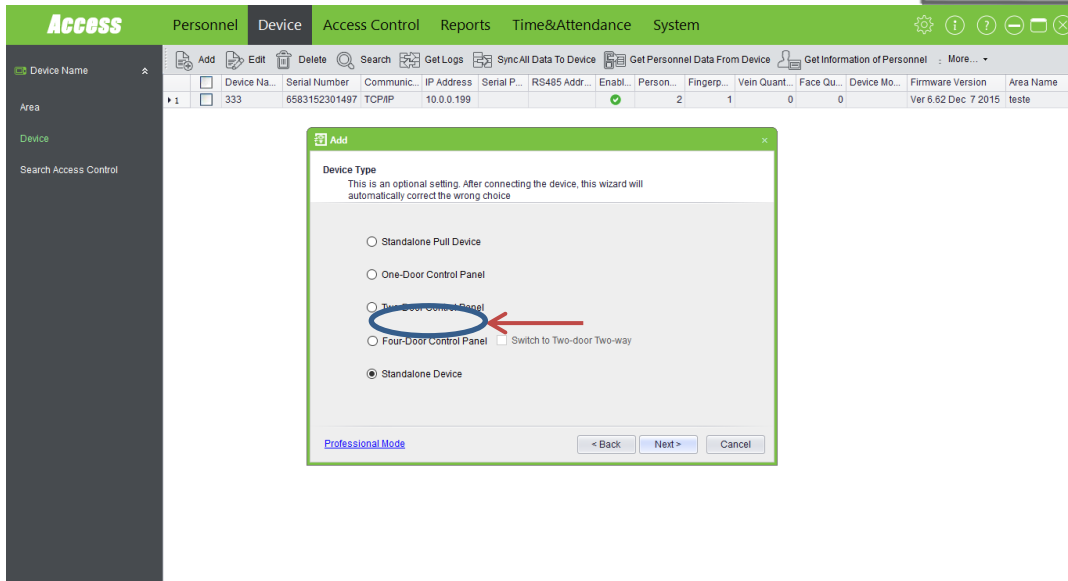 Access Personnel Device Access Control Reports Time&Attendance System
Device Name
Area
Device
Search Access Control
Add Edit Delete Search Get Logs Sync All Data To Device Get Personnel Data From Device Get Information of Personnel More...
Device Na... Serial Number Communic... IP Address Serial P... RS485 Addr... Enabl... Person... Fingerp... Vein Quant... Face Qu... Device Mo... Firmware Version Area Name
1 333 6583152301497 TCP/IP 10.0.0.199 2 1 0 0 Ver 6.62 Dec 7 2015 teste
Add
Device Type
This is an optional setting. After connecting the device, this wizard will
automatically correct the wrong choice
Standalone Pull Device
One-Door Control Panel
Two-Door Control Panel
Four-Door Control Panel Switch to Two-door Two-way
Standalone Device
Professional Mode < Back Next > Cancel